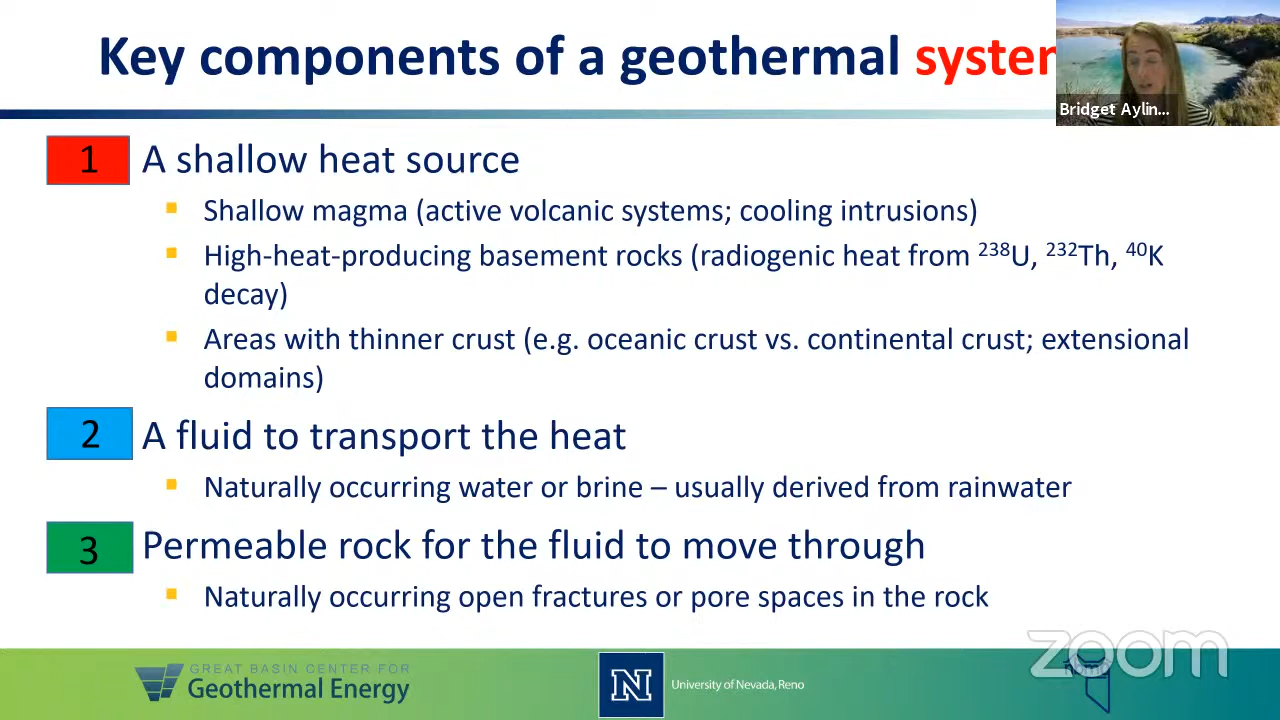 Key components of a geothermal system
Bridget Aylin...
1 A shallow heat source
▪ Shallow magma (active volcanic systems; cooling intrusions)
▪ High-heat-producing basement rocks (radiogenic heat from ²³⁸U, ²³²Th, ⁴⁰K
decay)
▪ Areas with thinner crust (e.g. oceanic crust vs. continental crust; extensional
domains)
2 A fluid to transport the heat
▪ Naturally occurring water or brine – usually derived from rainwater
3 Permeable rock for the fluid to move through
▪ Naturally occurring open fractures or pore spaces in the rock
zoom
GREAT BASIN CENTER FOR
Geothermal Energy
N
University of Nevada, Reno